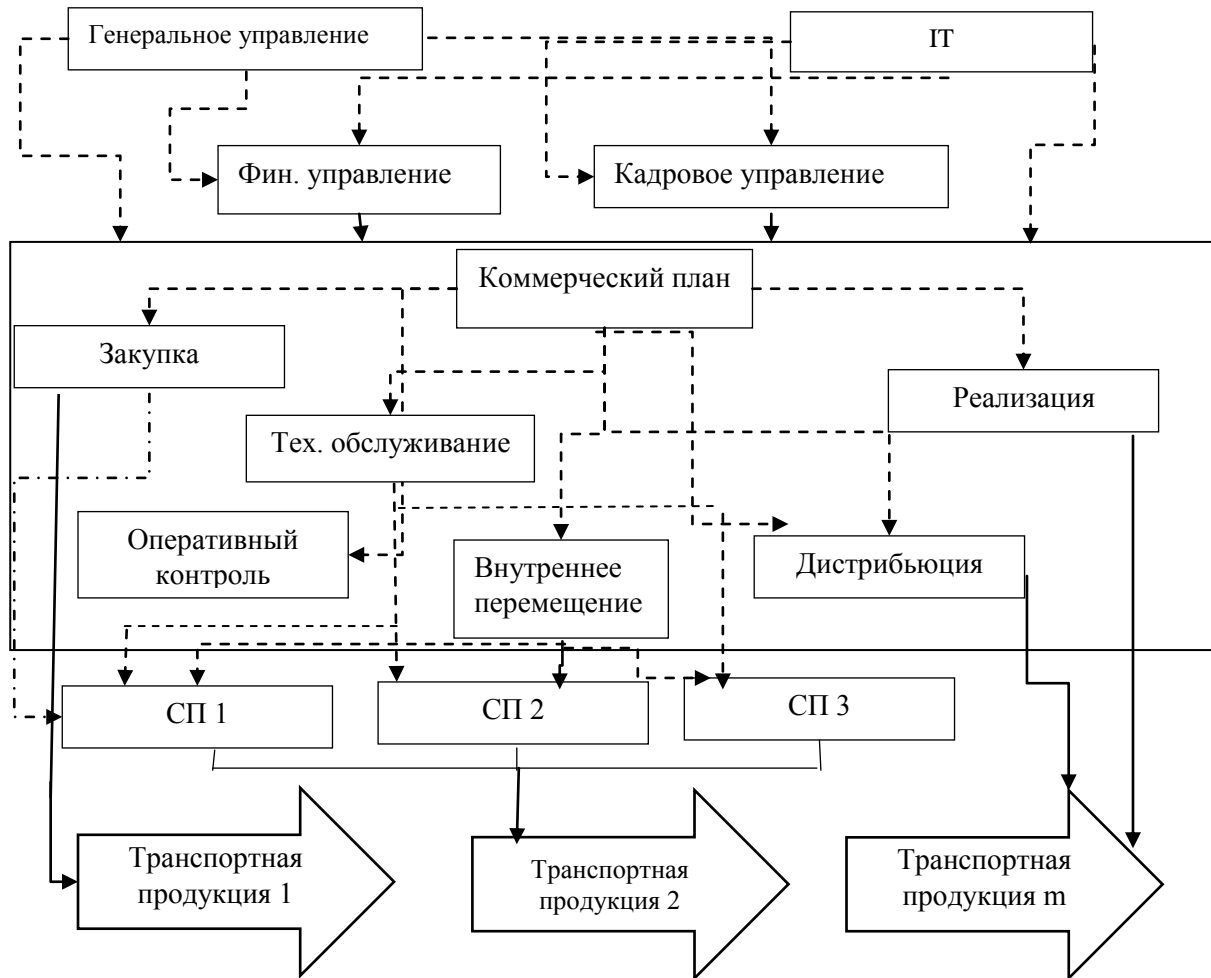 Генеральное управление
IT
Фин. управление
Кадровое управление
Коммерческий план
Закупка
Реализация
Тех. обслуживание
Оперативный
контроль
Внутреннее
перемещение
Дистрибьюция
СП 1
СП 2
СП 3
Транспортная
продукция 1
Транспортная
продукция 2
Транспортная
продукция m